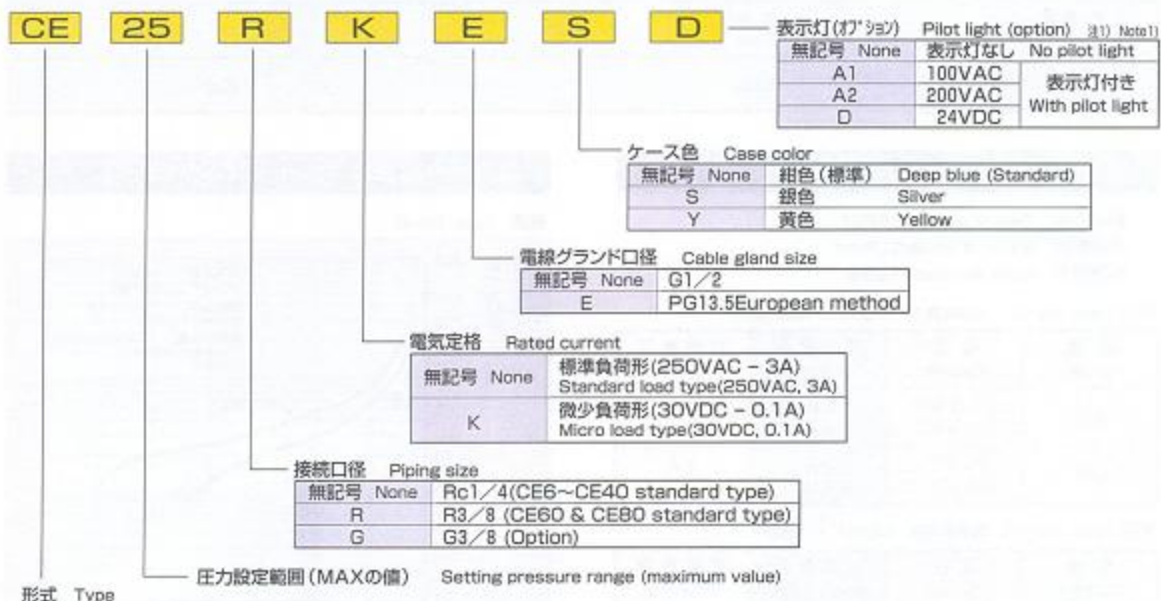 CE 25 R K E S D
表示灯(ｵﾌﾟｼｮﾝ) Pilot light (option) 注1) Note1)
無記号 None 表示灯なし No pilot light
A1 100VAC 表示灯付き
A2 200VAC With pilot light
D 24VDC
ケース色 Case color
無記号 None 紺色(標準) Deep blue (Standard)
S 銀色 Silver
Y 黄色 Yellow
電線グランド口径 Cable gland size
無記号 None G1／2
E PG13.5European method
電気定格 Rated current
無記号 None 標準負荷形(250VAC − 3A)
Standard load type(250VAC, 3A)
K 微少負荷形(30VDC − 0.1A)
Micro load type(30VDC, 0.1A)
接続口径 Piping size
無記号 None Rc1／4(CE6〜CE40 standard type)
R R3／8 (CE60 & CE80 standard type)
G G3／8 (Option)
圧力設定範囲(MAXの値) Setting pressure range (maximum value)
形式 Type